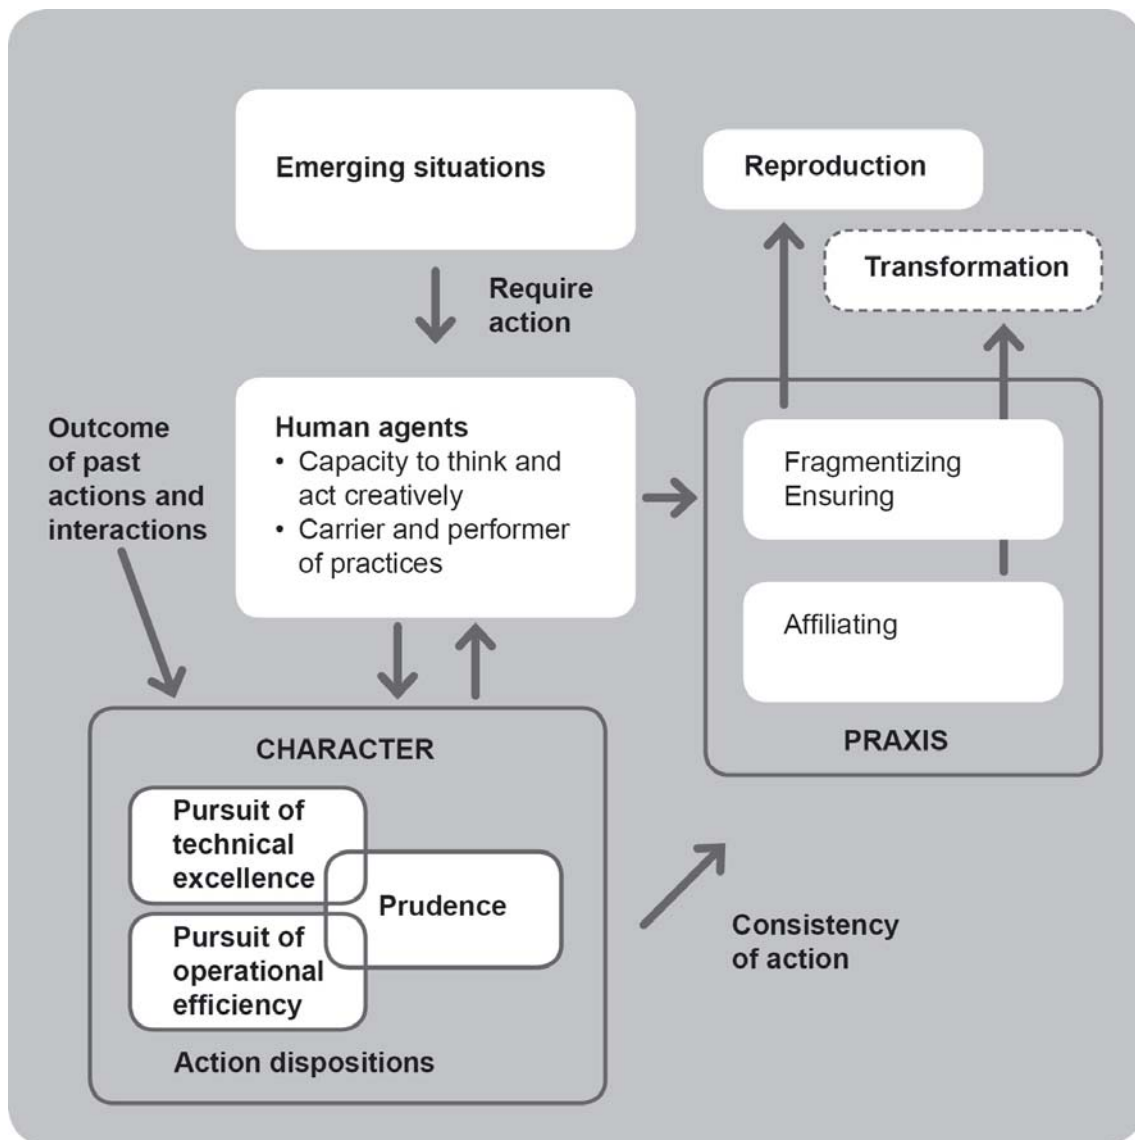 Emerging situations
Require
action
Reproduction
Transformation
Outcome
of past
actions and
interactions
Human agents
• Capacity to think and
act creatively
• Carrier and performer
of practices
Fragmentizing
Ensuring
Affiliating
PRAXIS
CHARACTER
Pursuit of
technical
excellence
Prudence
Pursuit of
operational
efficiency
Action dispositions
Consistency
of action